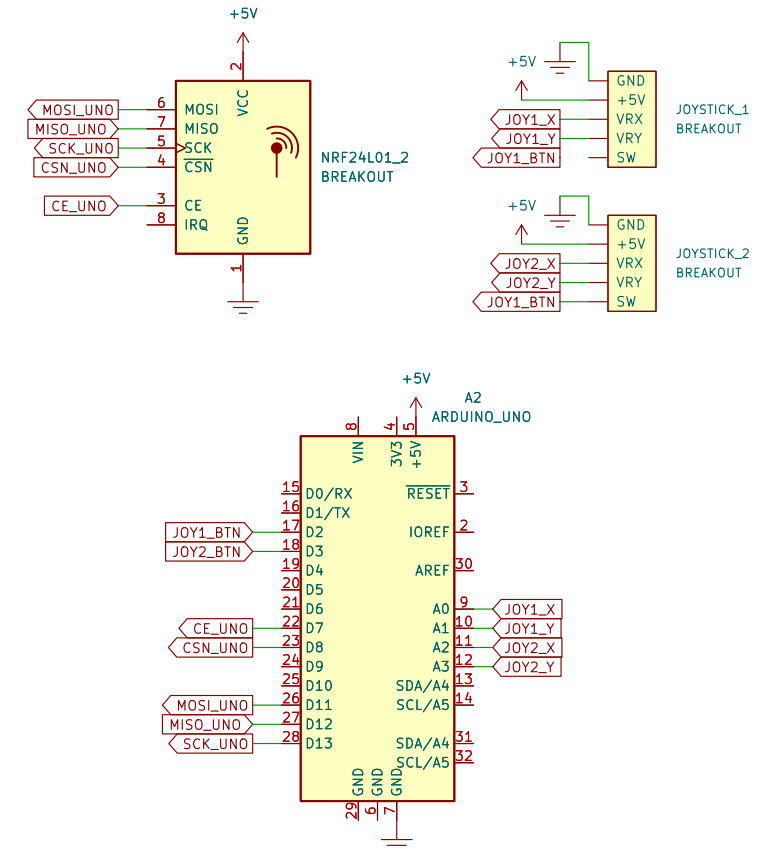 +5V
2
VCC
MOSI_UNO 6 MOSI
MISO_UNO 7 MISO
SCK_UNO 5 SCK
CSN_UNO 4 CSN
CE_UNO 3 CE
8 IRQ
GND
1
NRF24L01_2
BREAKOUT
+5V
GND
+5V
JOY1_X VRX
JOY1_Y VRY
JOY1_BTN SW
JOYSTICK_1
BREAKOUT
+5V
GND
+5V
JOY2_X VRX
JOY2_Y VRY
JOY1_BTN SW
JOYSTICK_2
BREAKOUT
+5V
A2
ARDUINO_UNO
8 4 5
VIN 3V3 +5V
15 D0/RX
16 D1/TX
JOY1_BTN 17 D2
JOY2_BTN 18 D3
19 D4
20 D5
21 D6
CE_UNO 22 D7
CSN_UNO 23 D8
24 D9
25 D10
MOSI_UNO 26 D11
MISO_UNO 27 D12
SCK_UNO 28 D13
RESET 3
IOREF 2
AREF 30
A0 9 JOY1_X
A1 10 JOY1_Y
A2 11 JOY2_X
A3 12 JOY2_Y
SDA/A4 13
SCL/A5 14
SDA/A4 31
SCL/A5 32
GND GND GND
29 6 7